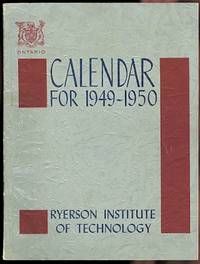 ONTARIO
CALENDAR
FOR 1949-1950
RYERSON INSTITUTE
OF TECHNOLOGY